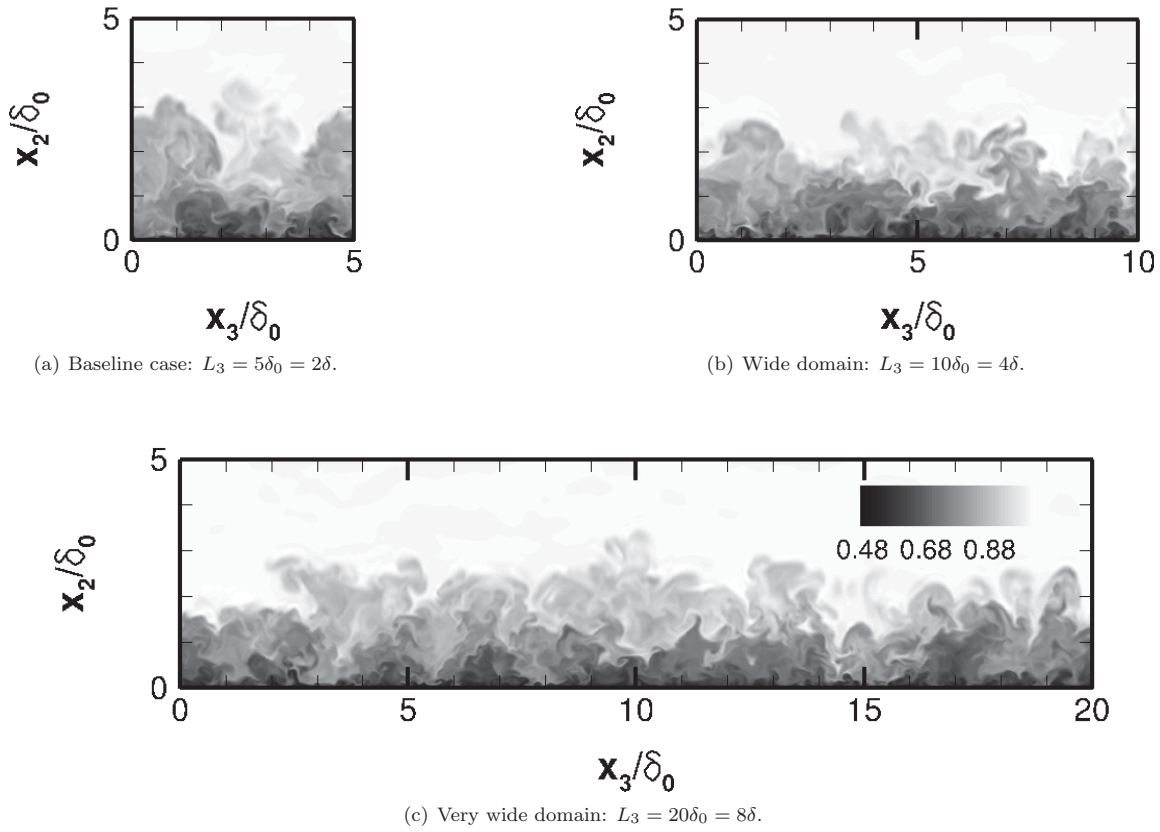 5 5
x₂/δ₀ x₂/δ₀
0 0
0 5 0 5 10
x₃/δ₀ x₃/δ₀
(a) Baseline case: L₃ = 5δ₀ = 2δ. (b) Wide domain: L₃ = 10δ₀ = 4δ.
5
0.48 0.68 0.88
x₂/δ₀
0
0 5 10 15 20
x₃/δ₀
(c) Very wide domain: L₃ = 20δ₀ = 8δ.